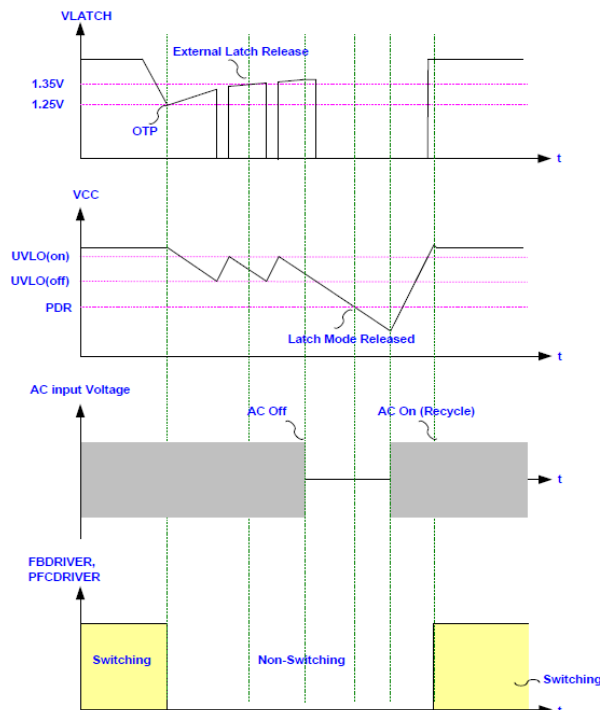 VLATCH
External Latch Release
1.35V
1.25V
OTP
t
VCC
UVLO(on)
UVLO(off)
PDR
Latch Mode Released
t
AC input Voltage
AC Off
AC On (Recycle)
t
FBDRIVER,
PFCDRIVER
Switching
Non-Switching
Switching
t